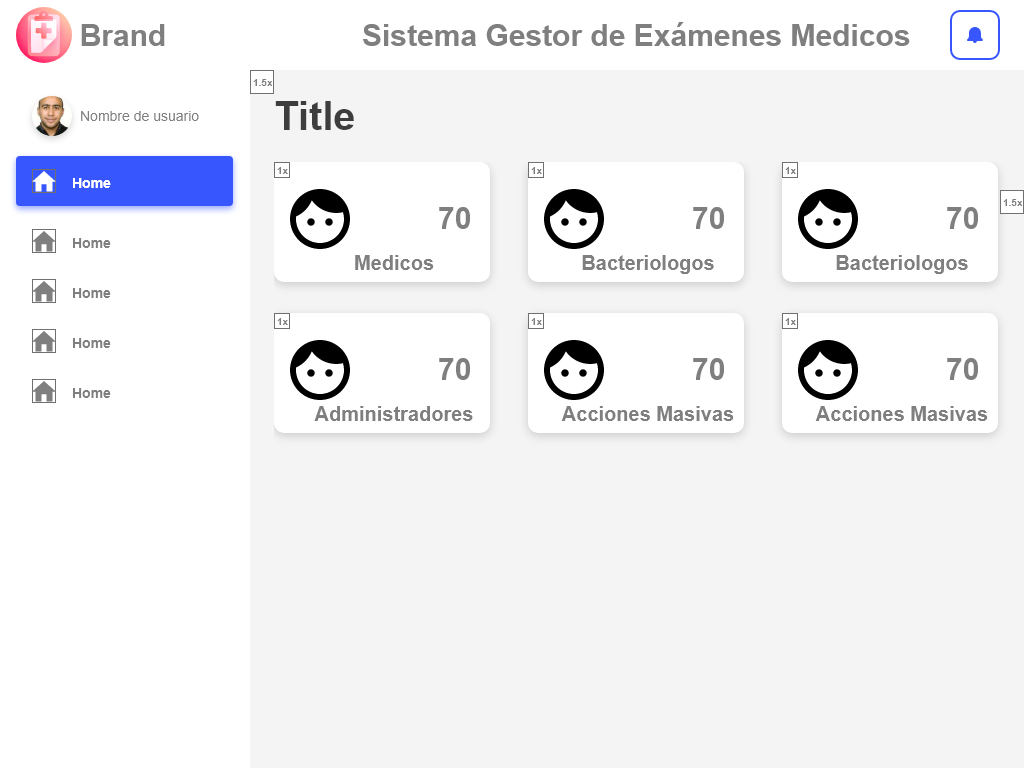 Brand
Sistema Gestor de Exámenes Medicos
1.5x
Nombre de usuario
Title
Home
Home
Home
Home
Home
1x
70
Medicos
1x
70
Bacteriologos
1x
70
Bacteriologos
1.5x
1x
70
Administradores
1x
70
Acciones Masivas
1x
70
Acciones Masivas